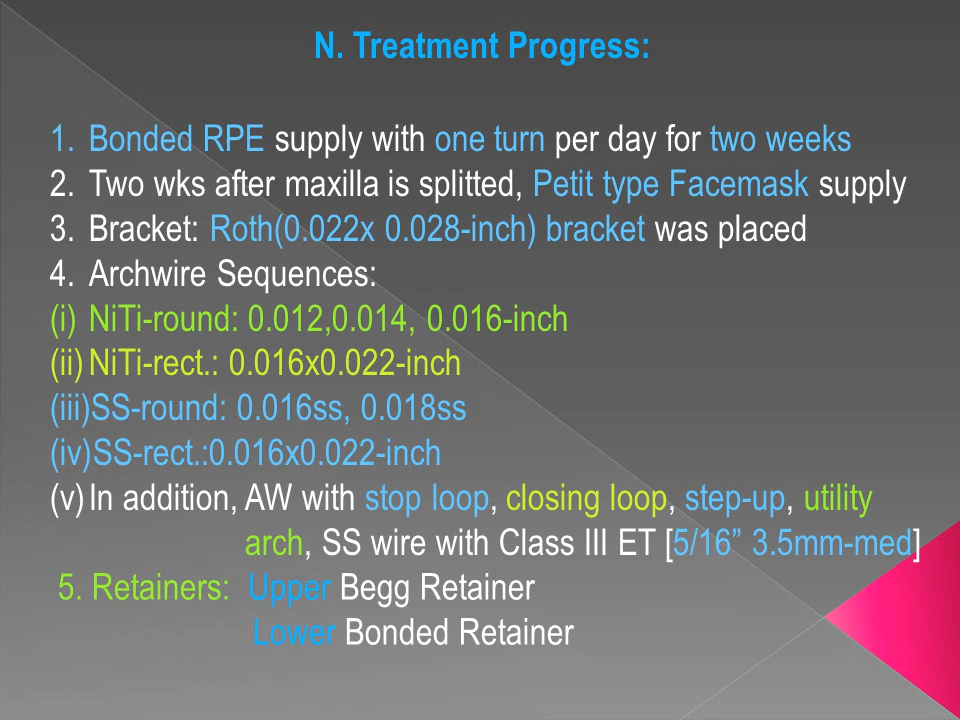 N. Treatment Progress:
1. Bonded RPE supply with one turn per day for two weeks
2. Two wks after maxilla is splitted, Petit type Facemask supply
3. Bracket: Roth(0.022x 0.028-inch) bracket was placed
4. Archwire Sequences:
(i) NiTi-round: 0.012,0.014, 0.016-inch
(ii) NiTi-rect.: 0.016x0.022-inch
(iii)SS-round: 0.016ss, 0.018ss
(iv)SS-rect.:0.016x0.022-inch
(v) In addition, AW with stop loop, closing loop, step-up, utility
arch, SS wire with Class III ET [5/16” 3.5mm-med]
5. Retainers: Upper Begg Retainer
Lower Bonded Retainer